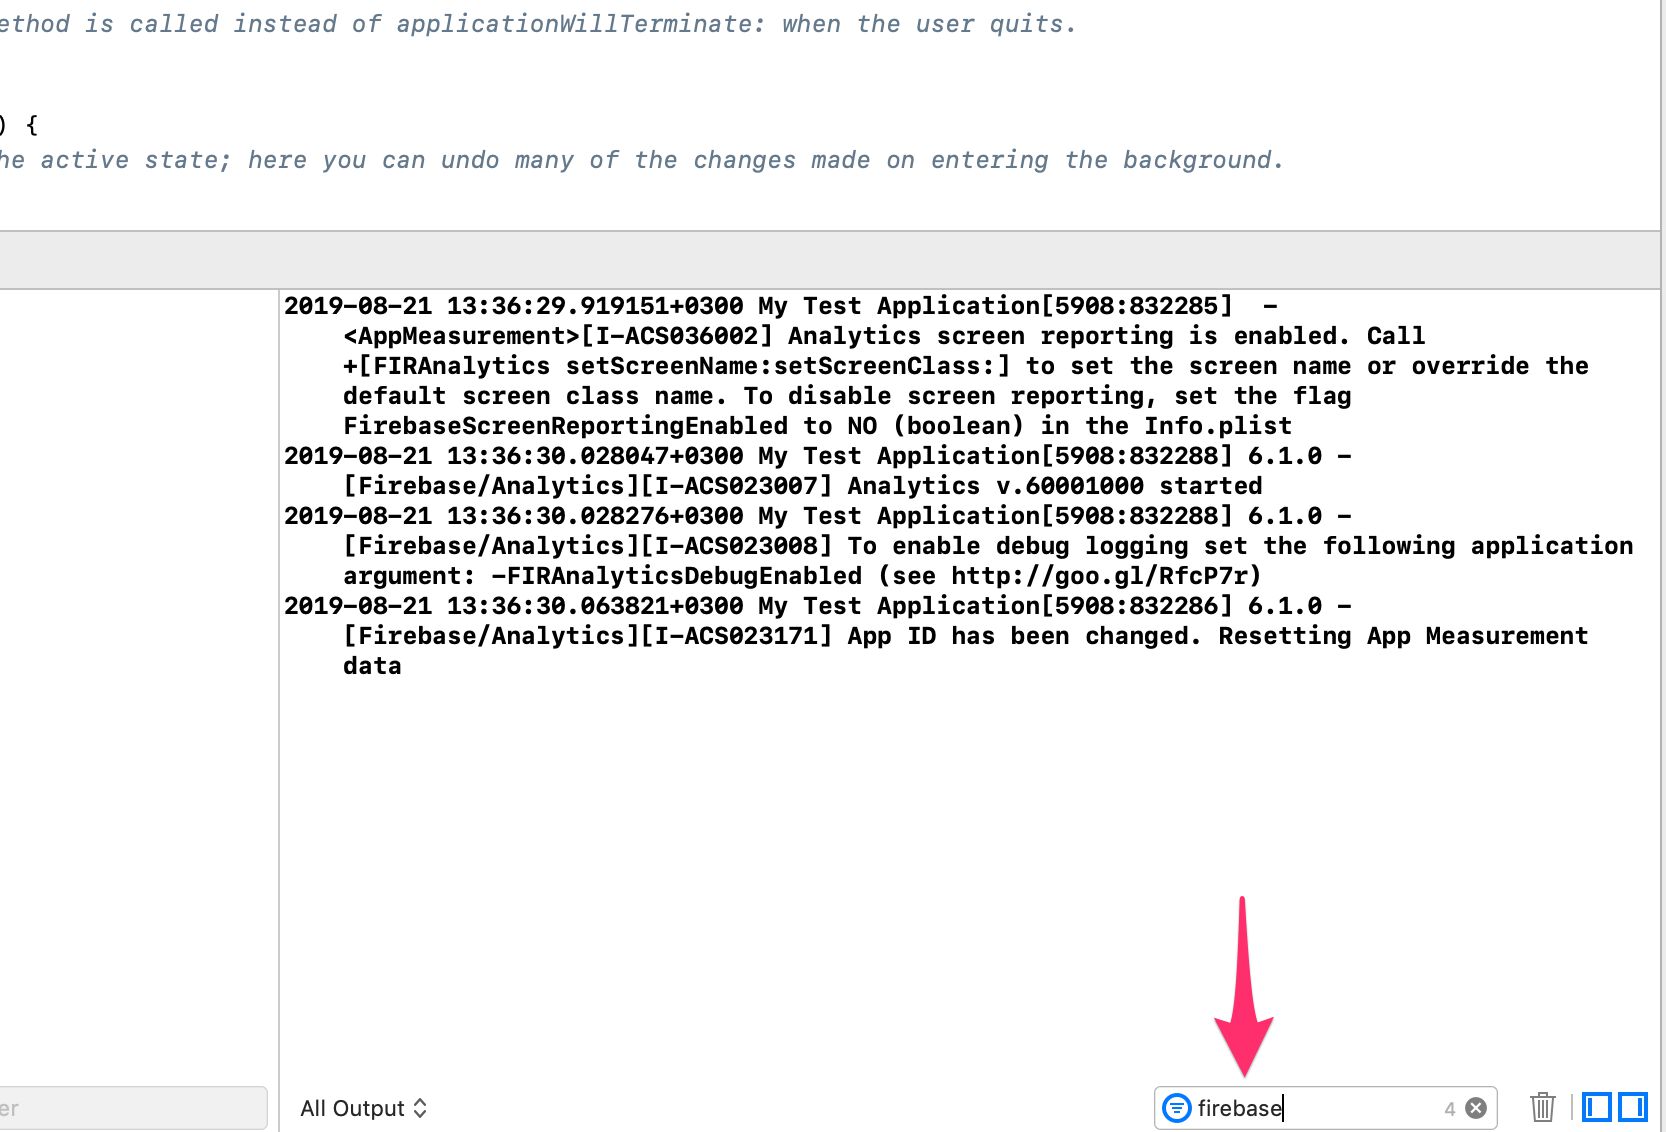 ethod is called instead of applicationWillTerminate: when the user quits.
) {
he active state; here you can undo many of the changes made on entering the background.
2019-08-21 13:36:29.919151+0300 My Test Application[5908:832285]  -
<AppMeasurement>[I-ACS036002] Analytics screen reporting is enabled. Call
+[FIRAnalytics setScreenName:setScreenClass:] to set the screen name or override the
default screen class name. To disable screen reporting, set the flag
FirebaseScreenReportingEnabled to NO (boolean) in the Info.plist
2019-08-21 13:36:30.028047+0300 My Test Application[5908:832288] 6.1.0 -
[Firebase/Analytics][I-ACS023007] Analytics v.60001000 started
2019-08-21 13:36:30.028276+0300 My Test Application[5908:832288] 6.1.0 -
[Firebase/Analytics][I-ACS023008] To enable debug logging set the following application
argument: -FIRAnalyticsDebugEnabled (see http://goo.gl/RfcP7r)
2019-08-21 13:36:30.063821+0300 My Test Application[5908:832286] 6.1.0 -
[Firebase/Analytics][I-ACS023171] App ID has been changed. Resetting App Measurement
data
er
All Output
firebase
4